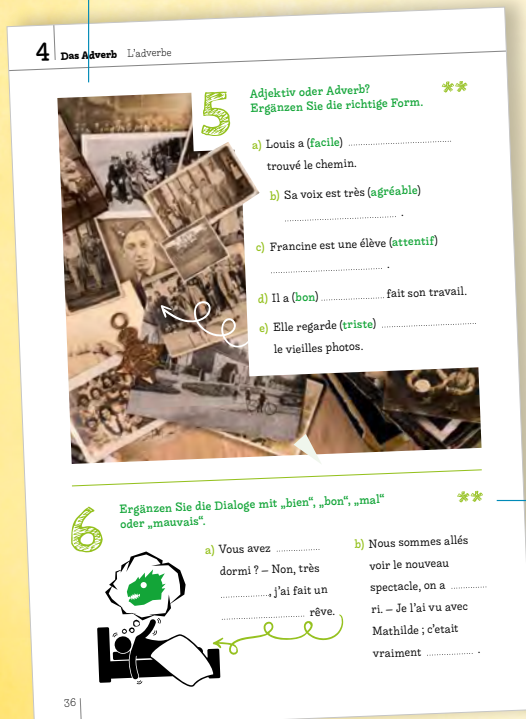 4 Das Adverb L'adverbe
5
Adjektiv oder Adverb?
Ergänzen Sie die richtige Form.
**
a) Louis a (facile) ........................
trouvé le chemin.
b) Sa voix est très (agréable)
........................ .
c) Francine est une élève (attentif)
........................ .
d) Il a (bon) ................ fait son travail.
e) Elle regarde (triste) ........................
le vieilles photos.
6
Ergänzen Sie die Dialoge mit „bien“, „bon“, „mal“
oder „mauvais“.
**
a) Vous avez ............
dormi ? – Non, très
............, j'ai fait un
........................ rêve.
b) Nous sommes allés
voir le nouveau
spectacle, on a ............
ri. – Je l'ai vu avec
Mathilde ; c'etait
vraiment ............ .
36